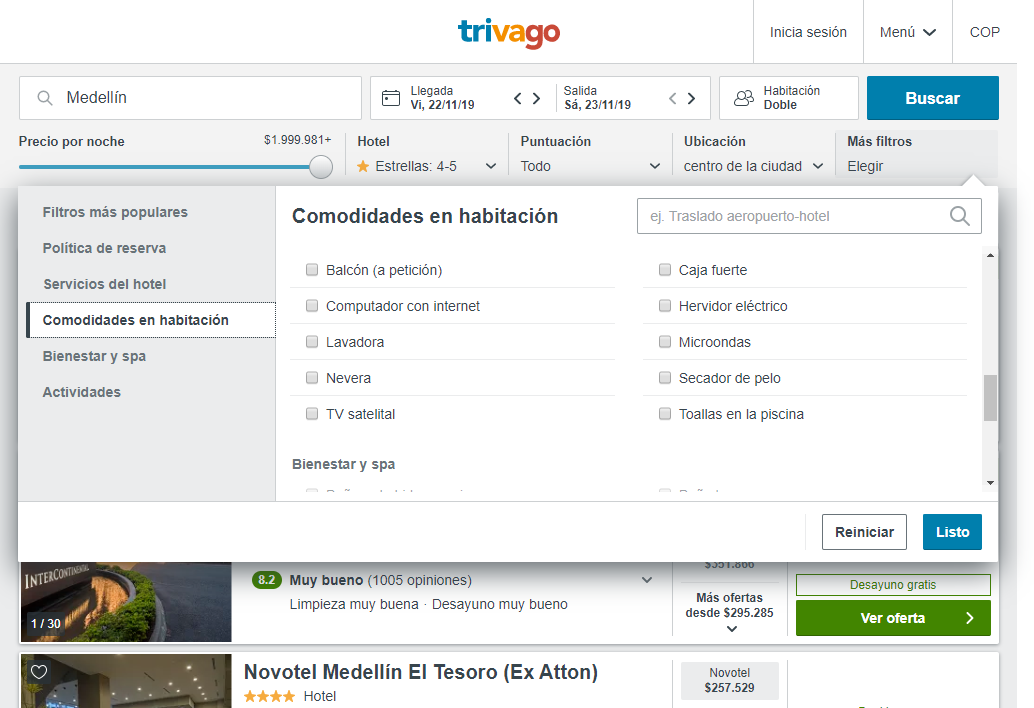 trivago
Inicia sesión
Menú
COP
Medellín
Llegada
Vi, 22/11/19
Salida
Sá, 23/11/19
Habitación
Doble
Buscar
Precio por noche
$1.999.981+
Hotel
Estrellas: 4-5
Puntuación
Todo
Ubicación
centro de la ciudad
Más filtros
Elegir
Filtros más populares
Política de reserva
Servicios del hotel
Comodidades en habitación
Bienestar y spa
Actividades
Comodidades en habitación
ej. Traslado aeropuerto-hotel
Balcón (a petición)
Caja fuerte
Computador con internet
Hervidor eléctrico
Lavadora
Microondas
Nevera
Secador de pelo
TV satelital
Toallas en la piscina
Bienestar y spa
Reiniciar
Listo
INTERCONTINENTAL
1 / 30
8.2 Muy bueno (1005 opiniones)
Limpieza muy buena · Desayuno muy bueno
$351.866
Más ofertas
desde $295.285
Desayuno gratis
Ver oferta
Novotel Medellín El Tesoro (Ex Atton)
Hotel
Novotel
$257.529